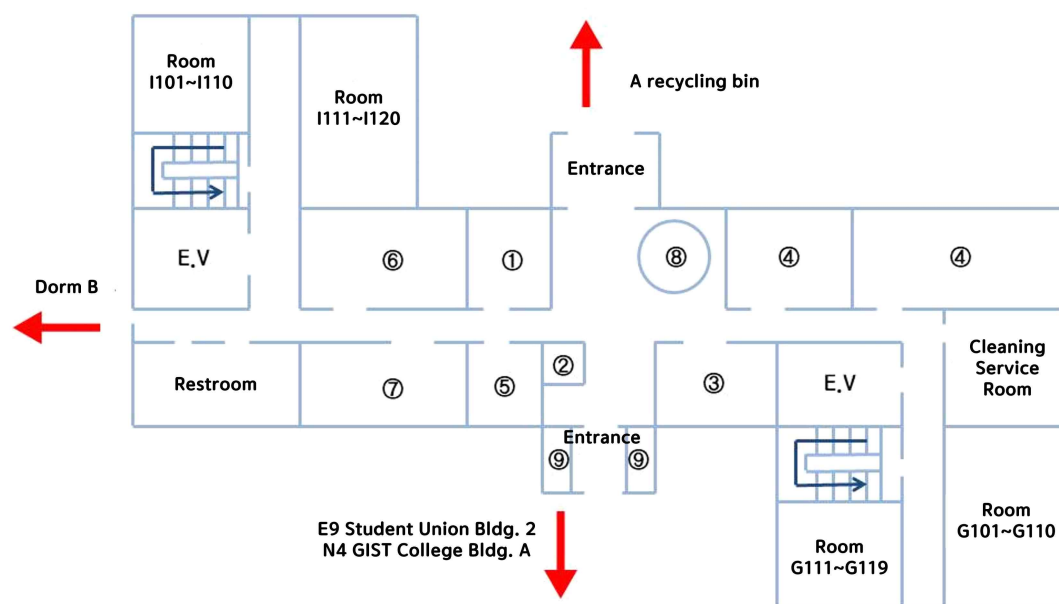 Room
I101~I110
Room
I111~I120
A recycling bin
Entrance
E.V
⑥
①
⑧
④
④
Dorm B
Restroom
⑦
⑤
②
③
E.V
Cleaning
Service
Room
Entrance
⑨
⑨
E9 Student Union Bldg. 2
N4 GIST College Bldg. A
Room
G111~G119
Room
G101~G110